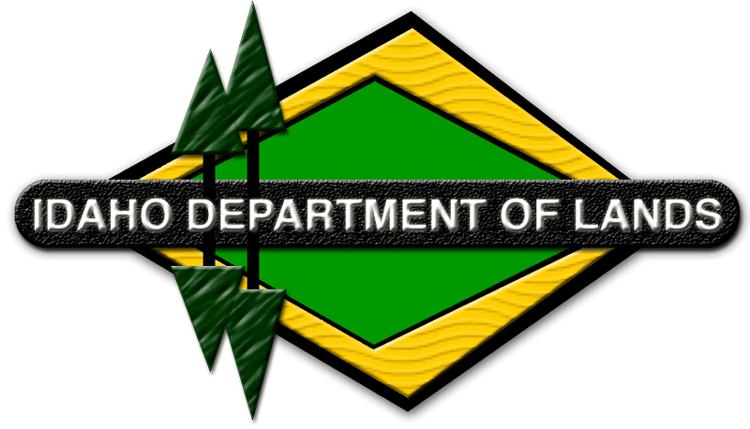 IDAHO DEPARTMENT OF LANDS